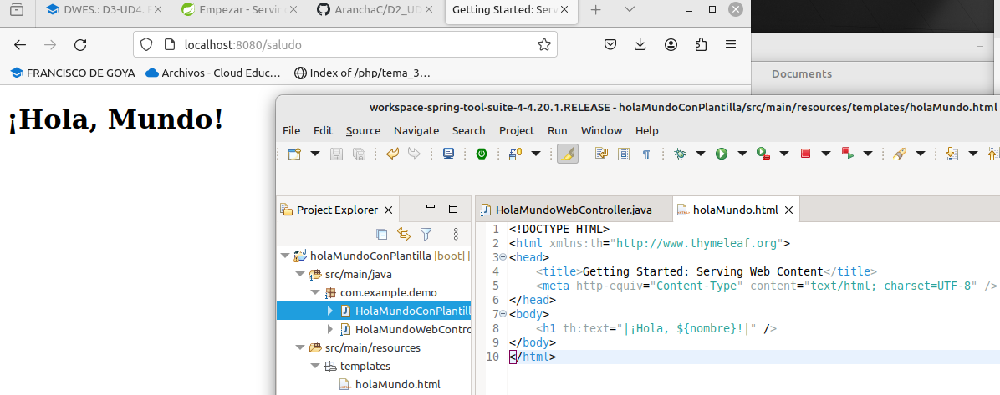 DWES.: D3-UD4.
Empezar - Servir
AranchaC/D2_UD
Getting Started: Serv
localhost:8080/saludo
FRANCISCO DE GOYA
Archivos - Cloud Educ…
Index of /php/tema_3…
Documents
¡Hola, Mundo!
workspace-spring-tool-suite-4-4.20.1.RELEASE - holaMundoConPlantilla/src/main/resources/templates/holaMundo.html
File Edit Source Navigate Search Project Run Window Help
Project Explorer
holaMundoConPlantilla [boot] [
src/main/java
com.example.demo
HolaMundoConPlantill
HolaMundoWebContro
src/main/resources
templates
holaMundo.html
HolaMundoWebController.java
holaMundo.html
1 <!DOCTYPE HTML>
2 <html xmlns:th="http://www.thymeleaf.org">
3 <head>
4 <title>Getting Started: Serving Web Content</title>
5 <meta http-equiv="Content-Type" content="text/html; charset=UTF-8" />
6 </head>
7 <body>
8 <h1 th:text="|¡Hola, ${nombre}!|" />
9 </body>
10 </html>